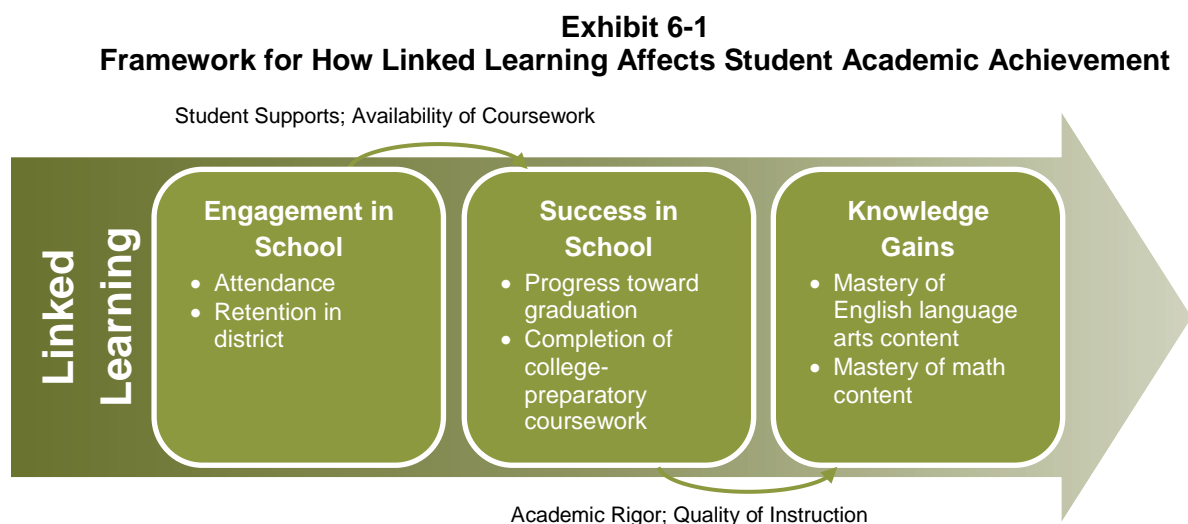 Exhibit 6-1
Framework for How Linked Learning Affects Student Academic Achievement
Student Supports; Availability of Coursework
Linked
Learning
Engagement in
School
• Attendance
• Retention in
district
Success in
School
• Progress toward
graduation
• Completion of
college-
preparatory
coursework
Knowledge
Gains
• Mastery of
English language
arts content
• Mastery of math
content
Academic Rigor; Quality of Instruction